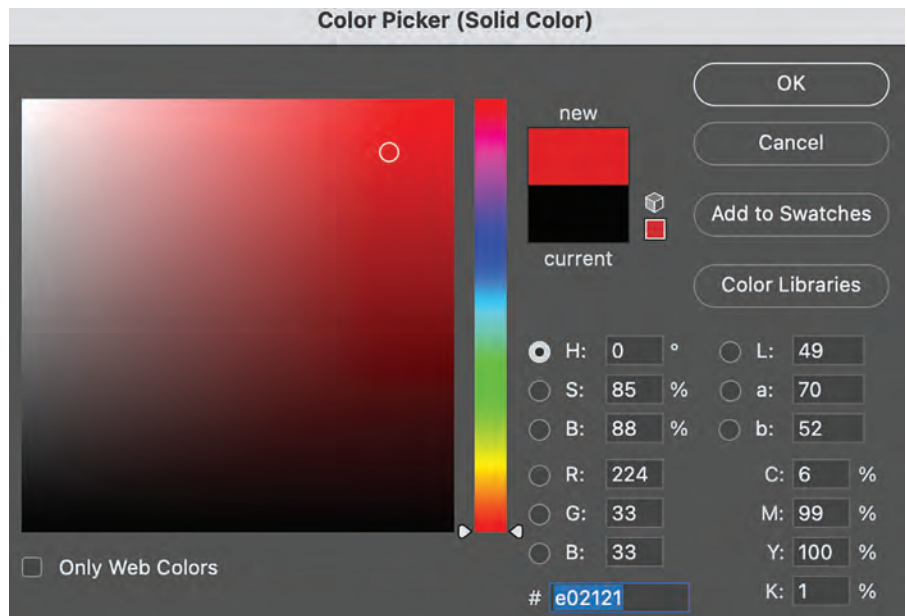 Color Picker (Solid Color)
OK
new
Cancel
Add to Swatches
current
Color Libraries
H: 0 °
L: 49
S: 85 %
a: 70
B: 88 %
b: 52
R: 224
C: 6 %
G: 33
M: 99 %
B: 33
Y: 100 %
Only Web Colors
# e02121
K: 1 %